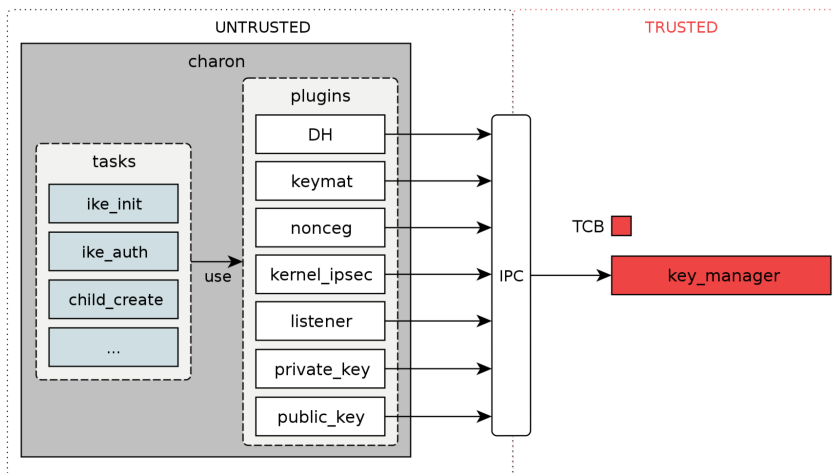 UNTRUSTED
TRUSTED
charon
plugins
DH
tasks
keymat
ike_init
nonceg
TCB
ike_auth
use
kernel_ipsec
IPC
key_manager
child_create
listener
...
private_key
public_key